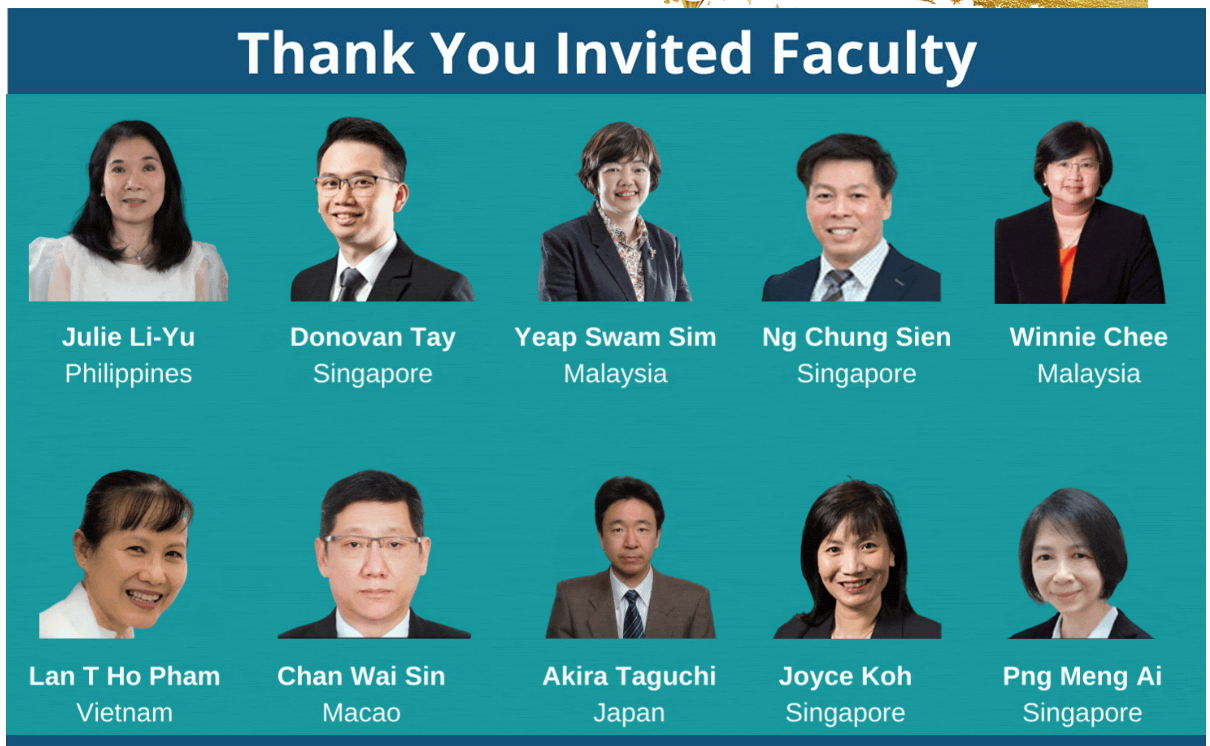 Thank You Invited Faculty
Julie Li-Yu
Philippines
Donovan Tay
Singapore
Yeap Swam Sim
Malaysia
Ng Chung Sien
Singapore
Winnie Chee
Malaysia
Lan T Ho Pham
Vietnam
Chan Wai Sin
Macao
Akira Taguchi
Japan
Joyce Koh
Singapore
Png Meng Ai
Singapore